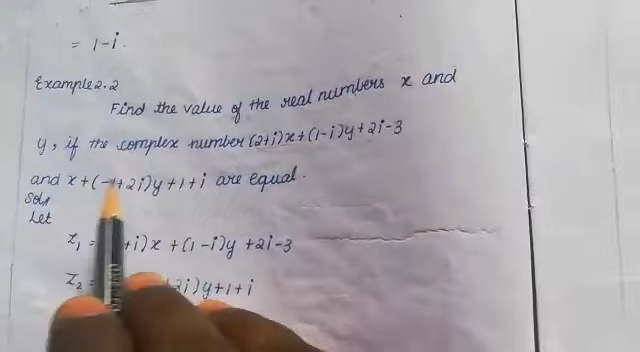 = 1-i.
Example 2.2
Find the value of the real numbers x and
y, if the complex number (2+i)x+(1-i)y+2i-3
and x+(-1+2i)y+1+i are equal.
Soln
Let
Z₁ = +i)x + (1-i)y +2i-3
Z₂ = 2i)y+1+i